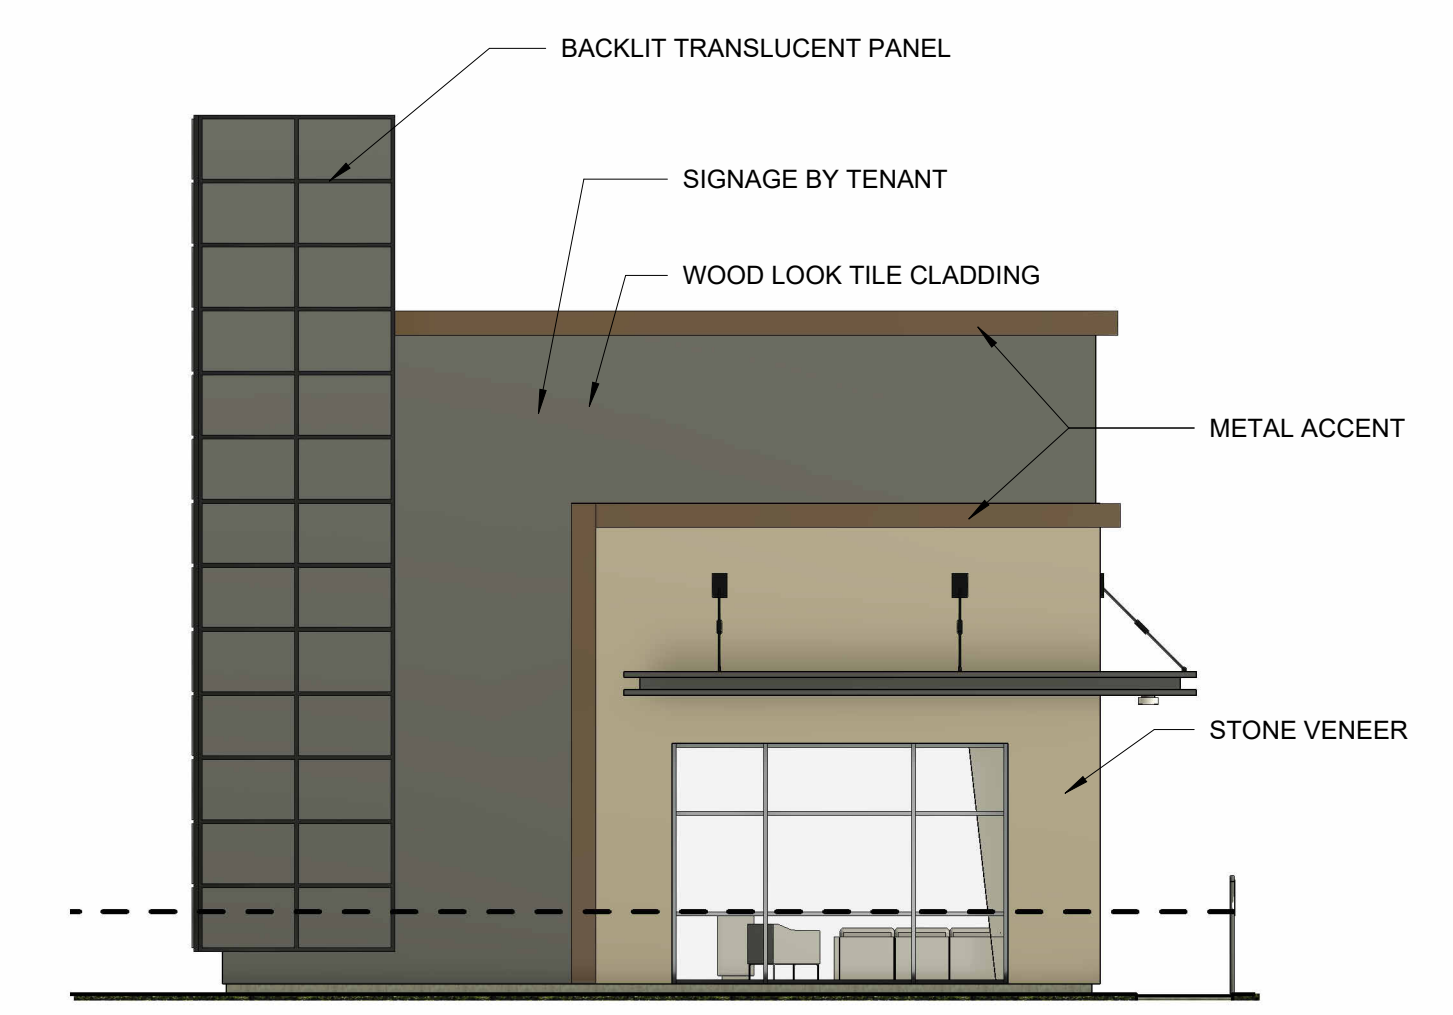 BACKLIT TRANSLUCENT PANEL
SIGNAGE BY TENANT
WOOD LOOK TILE CLADDING
METAL ACCENT
STONE VENEER